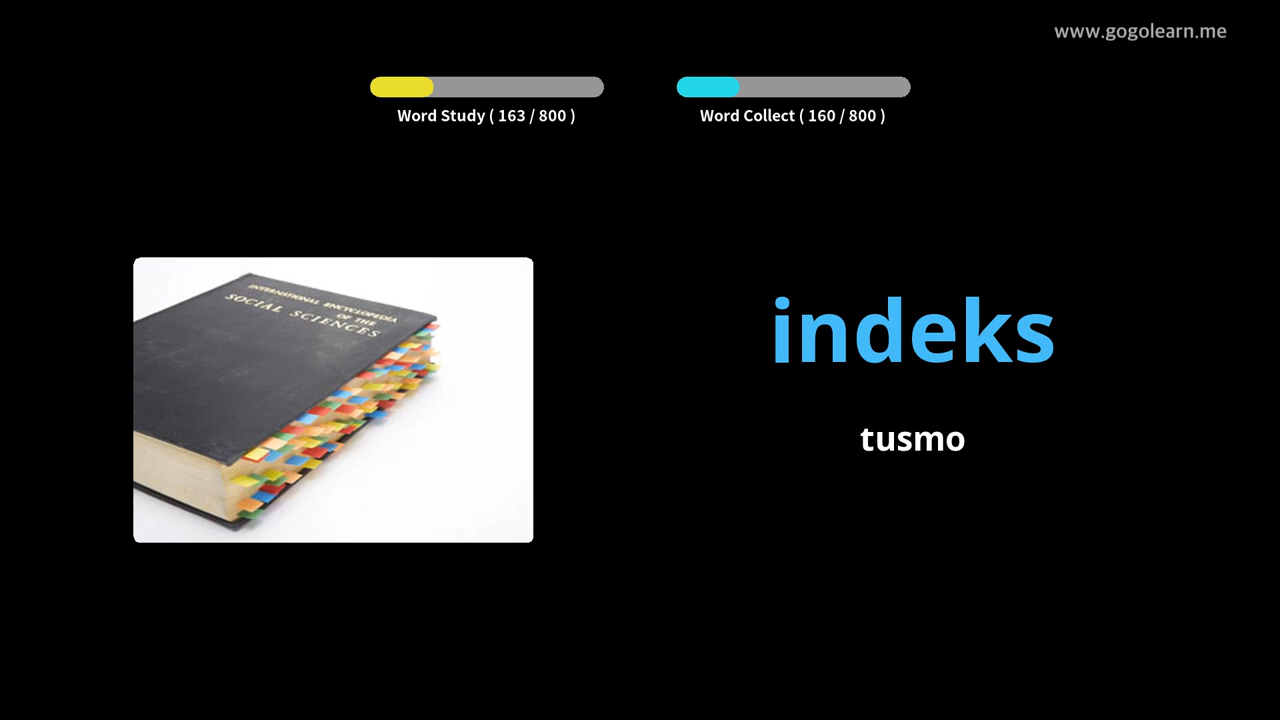 www.gogolearn.me
Word Study ( 163 / 800 )
Word Collect ( 160 / 800 )
INTERNATIONAL ENCYCLOPEDIA
OF THE
SOCIAL SCIENCES
indeks
tusmo